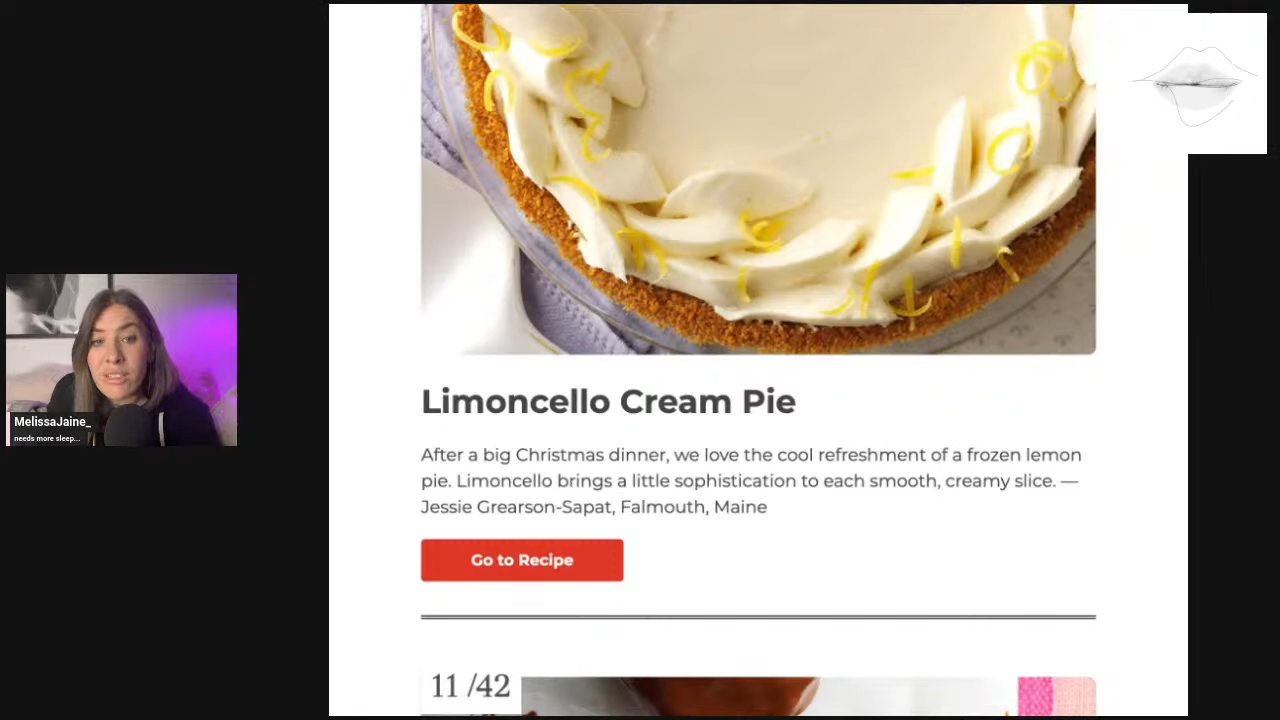 MelissaJaine_
needs more sleep...
Limoncello Cream Pie
After a big Christmas dinner, we love the cool refreshment of a frozen lemon
pie. Limoncello brings a little sophistication to each smooth, creamy slice. —
Jessie Grearson-Sapat, Falmouth, Maine
Go to Recipe
11 /42